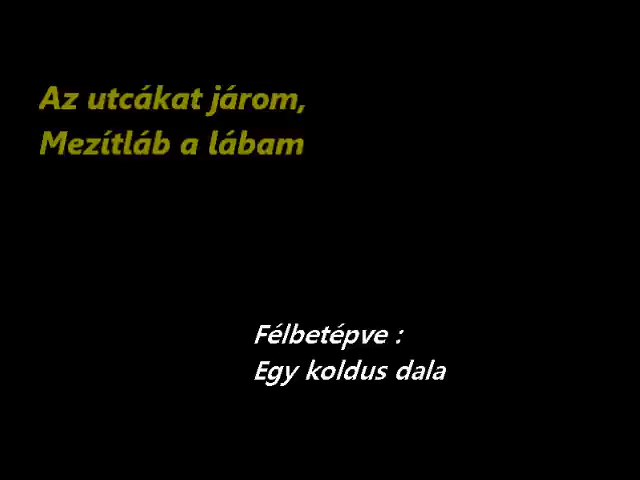 Az utcákat járom,
Mezítláb a lábam
Félbetépve :
Egy koldus dala